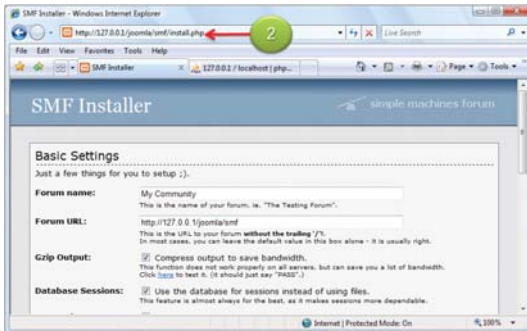 SMF Installer - Windows Internet Explorer
http://127.0.0.1/joomla/smf/install.php
2
Live Search
File Edit View Favorites Tools Help
SMF Installer
127.0.0.1 / localhost | php...
Page
Tools
SMF Installer
simple machines forum
Basic Settings
Just a few things for you to setup ;).
Forum name:
My Community
This is the name of your forum. ie. "The Testing Forum".
Forum URL:
http://127.0.0.1/joomla/smf
This is the URL to your forum without the trailing '/'!.
In most cases, you can leave the default value in this box alone - it is usually right.
Gzip Output:
Compress output to save bandwidth.
This function does not work properly on all servers, but can save you a lot of bandwidth.
Click here to test it. (it should just say "PASS".)
Database Sessions:
Use the database for sessions instead of using files.
This feature is almost always for the best, as it makes sessions more dependable.
Internet | Protected Mode: On
100%